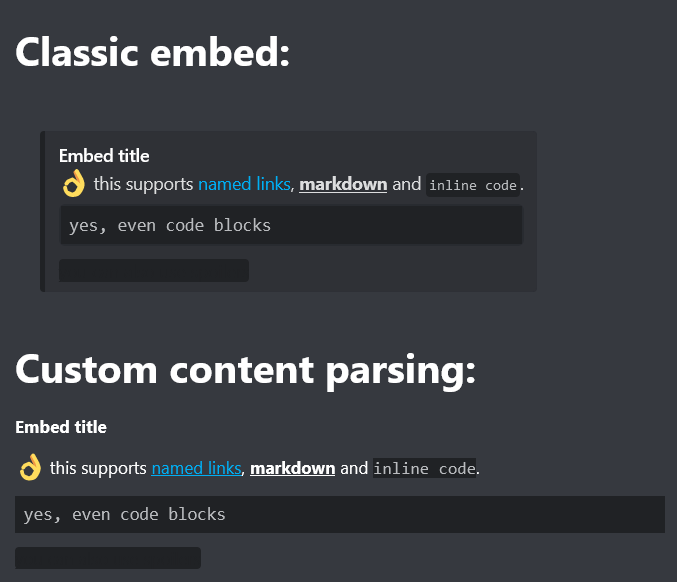 Classic embed:
Embed title
👌 this supports named links, markdown and inline code.
yes, even code blocks
Custom content parsing:
Embed title
👌 this supports named links, markdown and inline code.
yes, even code blocks